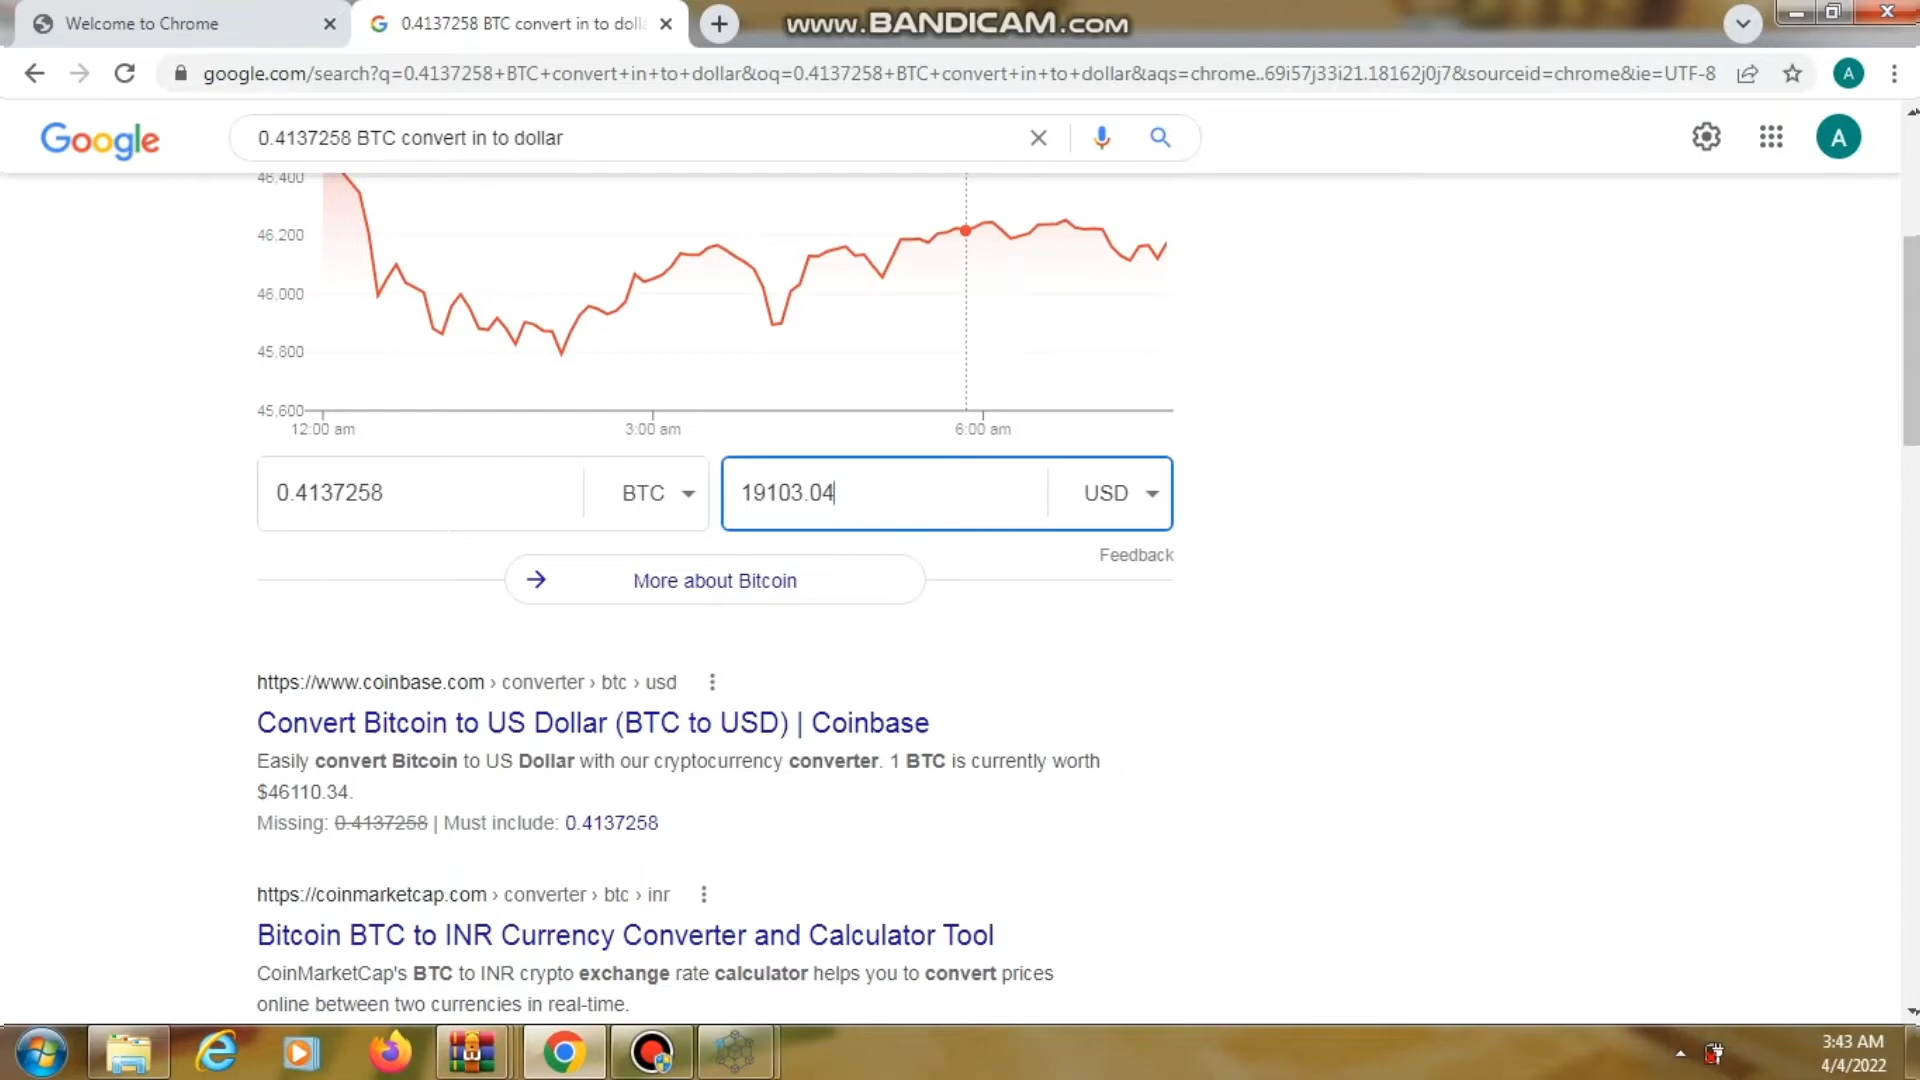 Welcome to Chrome
0.4137258 BTC convert in to doll
www.BANDICAM.com
google.com/search?q=0.4137258+BTC+convert+in+to+dollar&oq=0.4137258+BTC+convert+in+to+dollar&aqs=chrome..69i57j33i21.18162j0j7&sourceid=chrome&ie=UTF-8
A
Google
0.4137258 BTC convert in to dollar
A
46,400
46,200
46,000
45,800
45,600
12:00 am
3:00 am
6:00 am
0.4137258
BTC
19103.04
USD
Feedback
More about Bitcoin
https://www.coinbase.com › converter › btc › usd
Convert Bitcoin to US Dollar (BTC to USD) | Coinbase
Easily convert Bitcoin to US Dollar with our cryptocurrency converter. 1 BTC is currently worth
$46110.34.
Missing: 0.4137258 | Must include: 0.4137258
https://coinmarketcap.com › converter › btc › inr
Bitcoin BTC to INR Currency Converter and Calculator Tool
CoinMarketCap's BTC to INR crypto exchange rate calculator helps you to convert prices
online between two currencies in real-time.
3:43 AM
4/4/2022